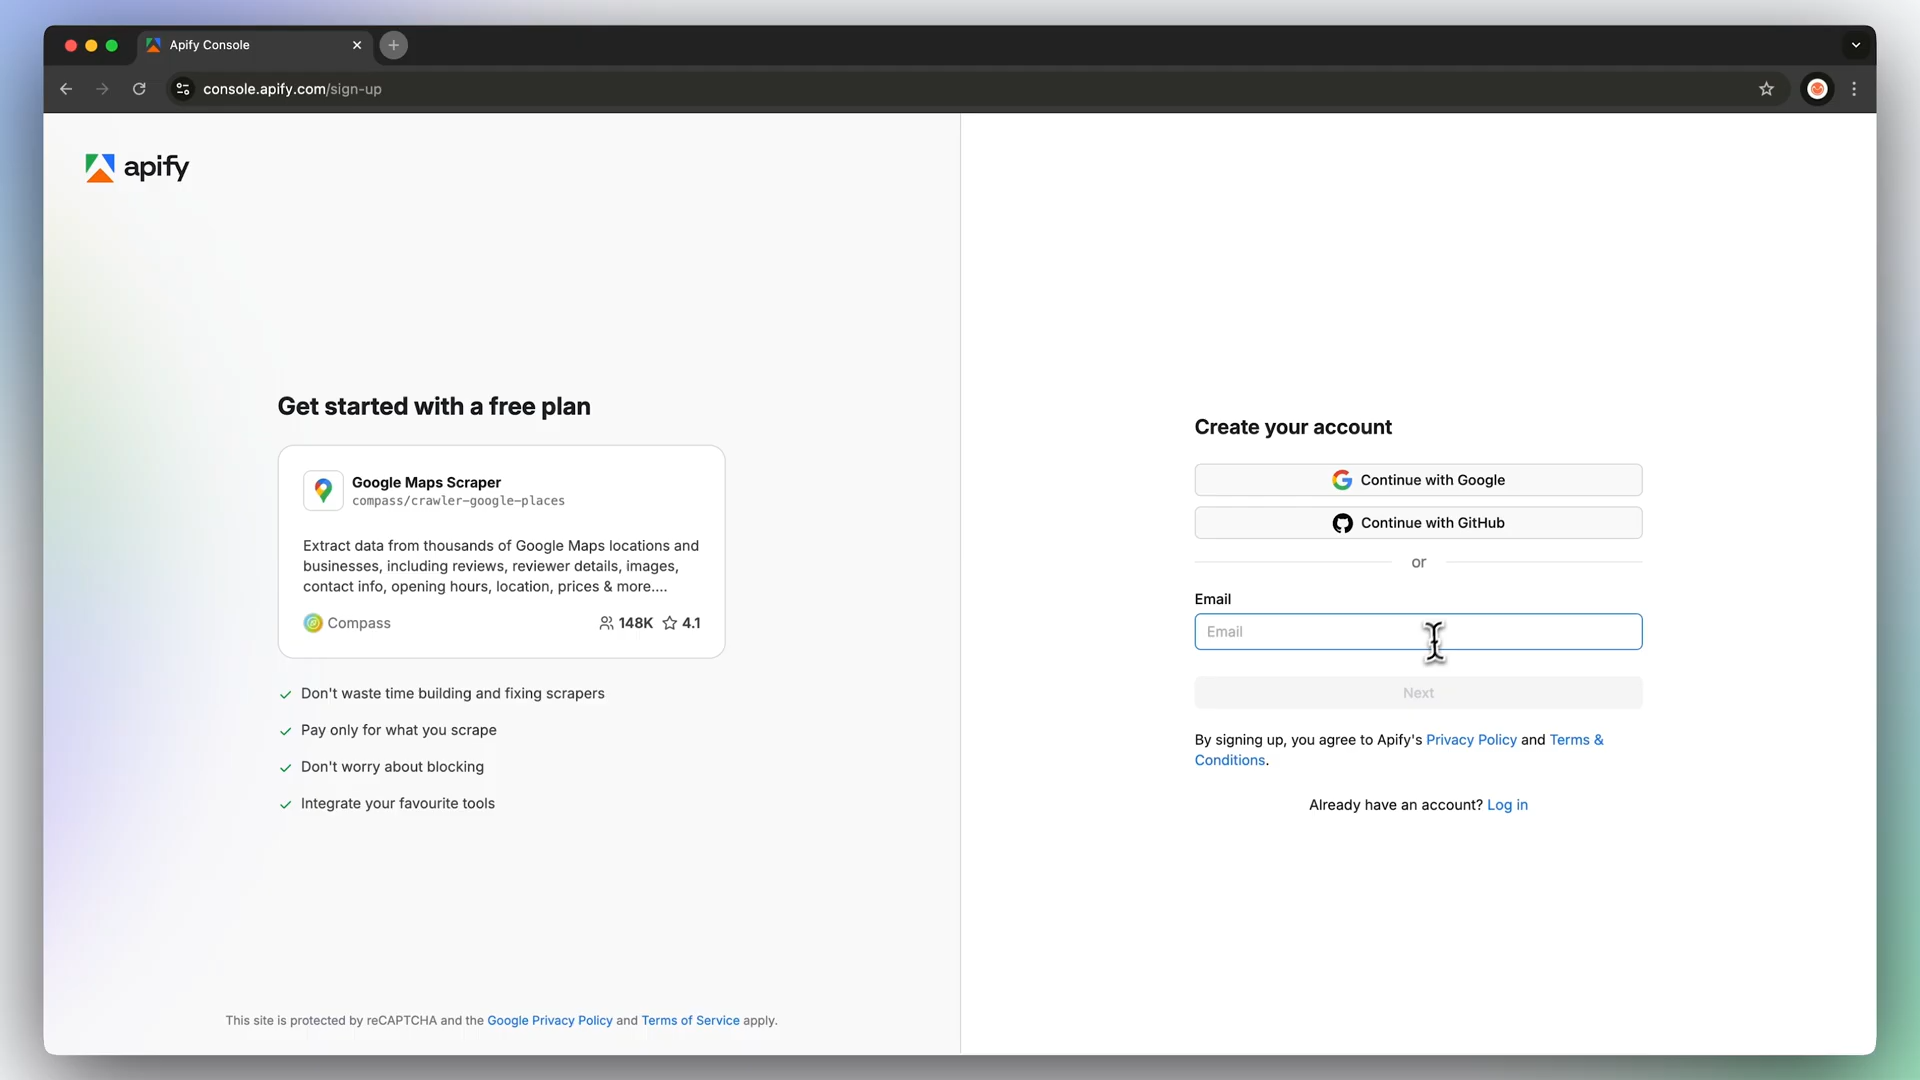 Apify Console
console.apify.com/sign-up
apify
Get started with a free plan
Google Maps Scraper
compass/crawler-google-places
Extract data from thousands of Google Maps locations and
businesses, including reviews, reviewer details, images,
contact info, opening hours, location, prices & more....
Compass 148K 4.1
Don't waste time building and fixing scrapers
Pay only for what you scrape
Don't worry about blocking
Integrate your favourite tools
This site is protected by reCAPTCHA and the Google Privacy Policy and Terms of Service apply.
Create your account
Continue with Google
Continue with GitHub
or
Email
Email
Next
By signing up, you agree to Apify's Privacy Policy and Terms &
Conditions.
Already have an account? Log in